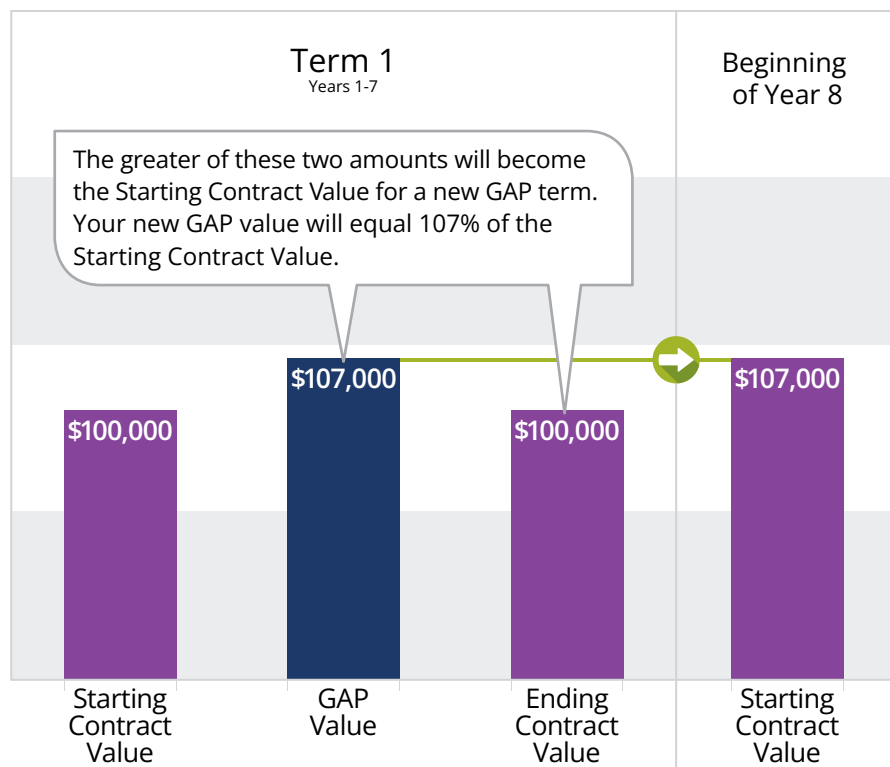 Term 1
Years 1-7
Beginning
of Year 8
The greater of these two amounts will become
the Starting Contract Value for a new GAP term.
Your new GAP value will equal 107% of the
Starting Contract Value.
$100,000
$107,000
$100,000
$107,000
Starting
Contract
Value
GAP
Value
Ending
Contract
Value
Starting
Contract
Value